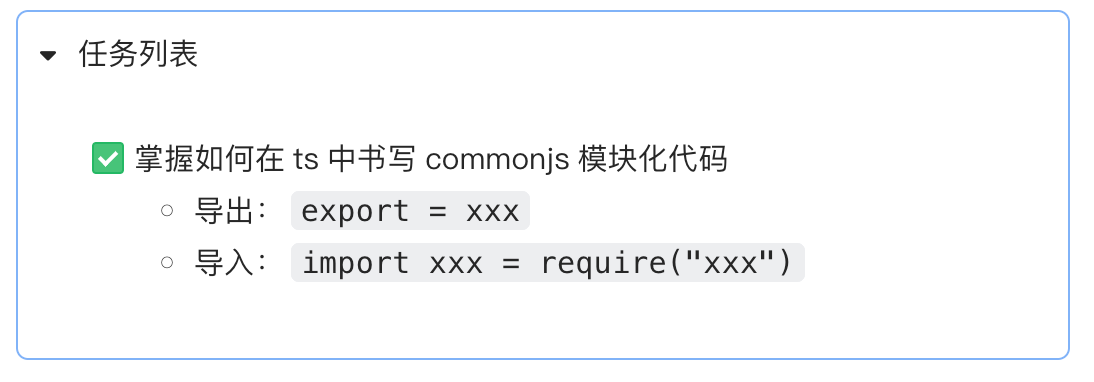 任务列表
掌握如何在 ts 中书写 commonjs 模块化代码
导出： export = xxx
导入： import xxx = require("xxx")